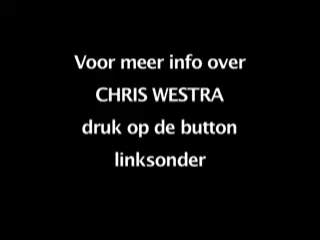 Voor meer info over
CHRIS WESTRA
druk op de button
linksonder